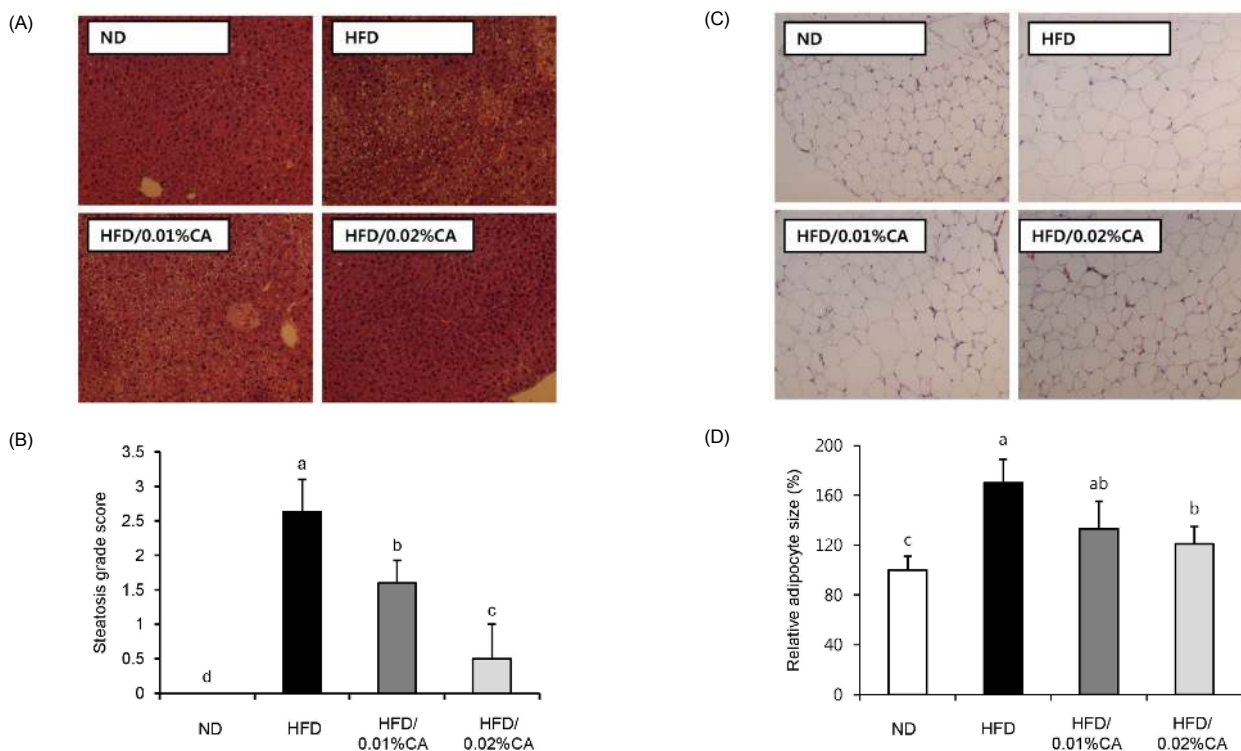 (A)
ND
HFD
HFD/0.01%CA
HFD/0.02%CA
(B)
Steatosis grade score
3.5
3
2.5
2
1.5
1
0.5
0
d
a
b
c
ND
HFD
HFD/
0.01%CA
HFD/
0.02%CA
(C)
ND
HFD
HFD/0.01%CA
HFD/0.02%CA
(D)
Relative adipocyte size (%)
200
160
120
80
40
0
c
a
ab
b
ND
HFD
HFD/
0.01%CA
HFD/
0.02%CA